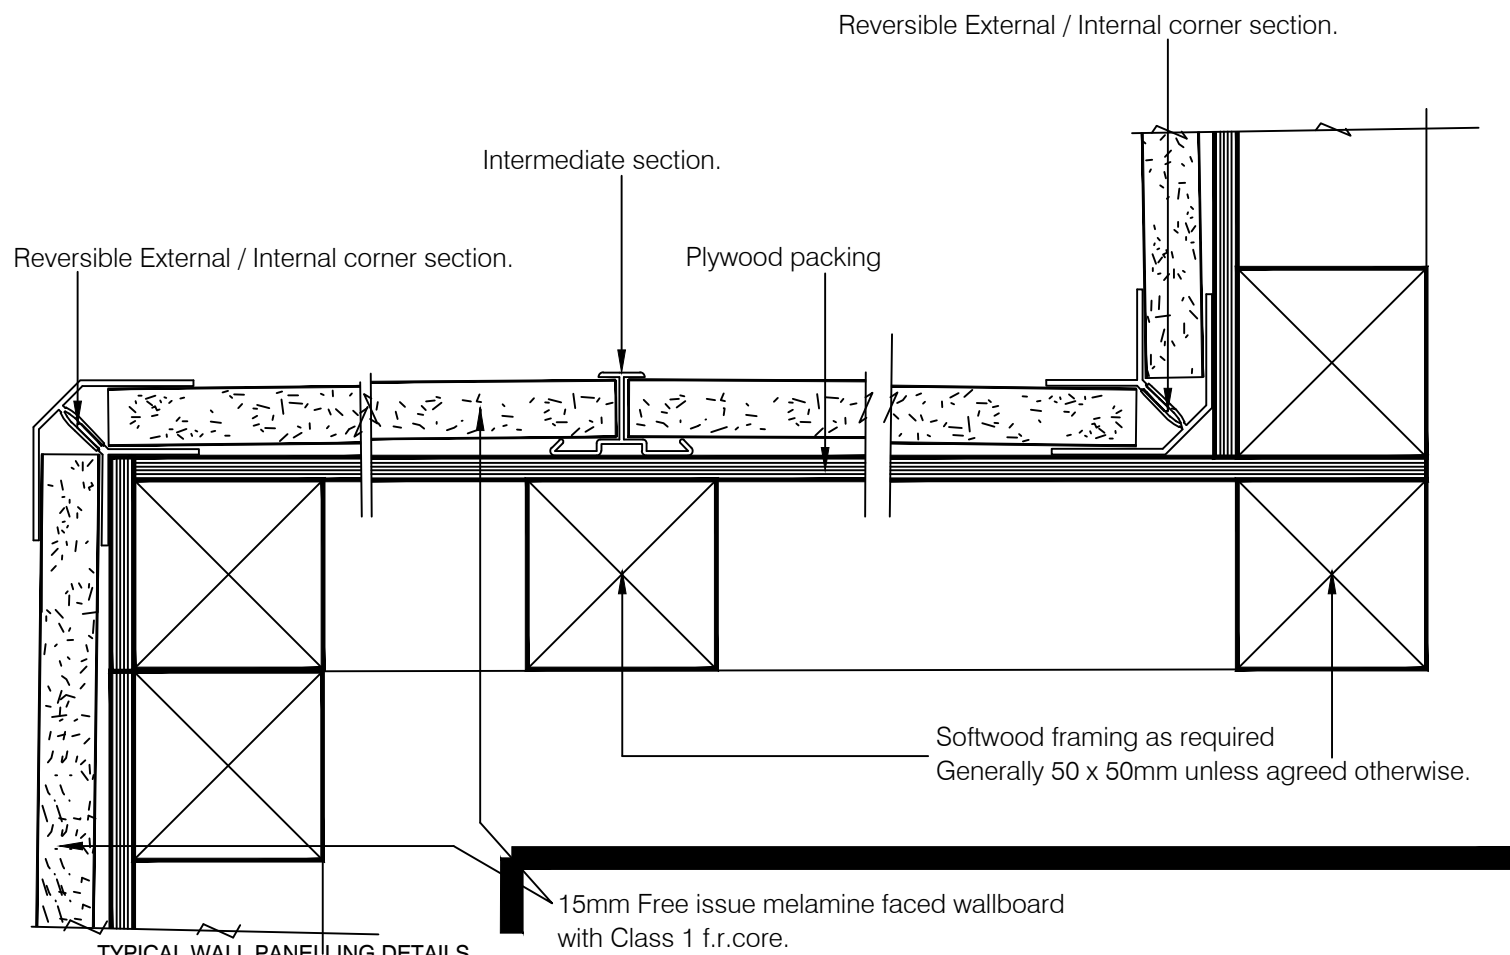 Reversible External / Internal corner section.
Intermediate section.
Reversible External / Internal corner section.
Plywood packing
Softwood framing as required
Generally 50 x 50mm unless agreed otherwise.
15mm Free issue melamine faced wallboard
with Class 1 f.r.core.
TYPICAL WALL PANELLING DETAILS